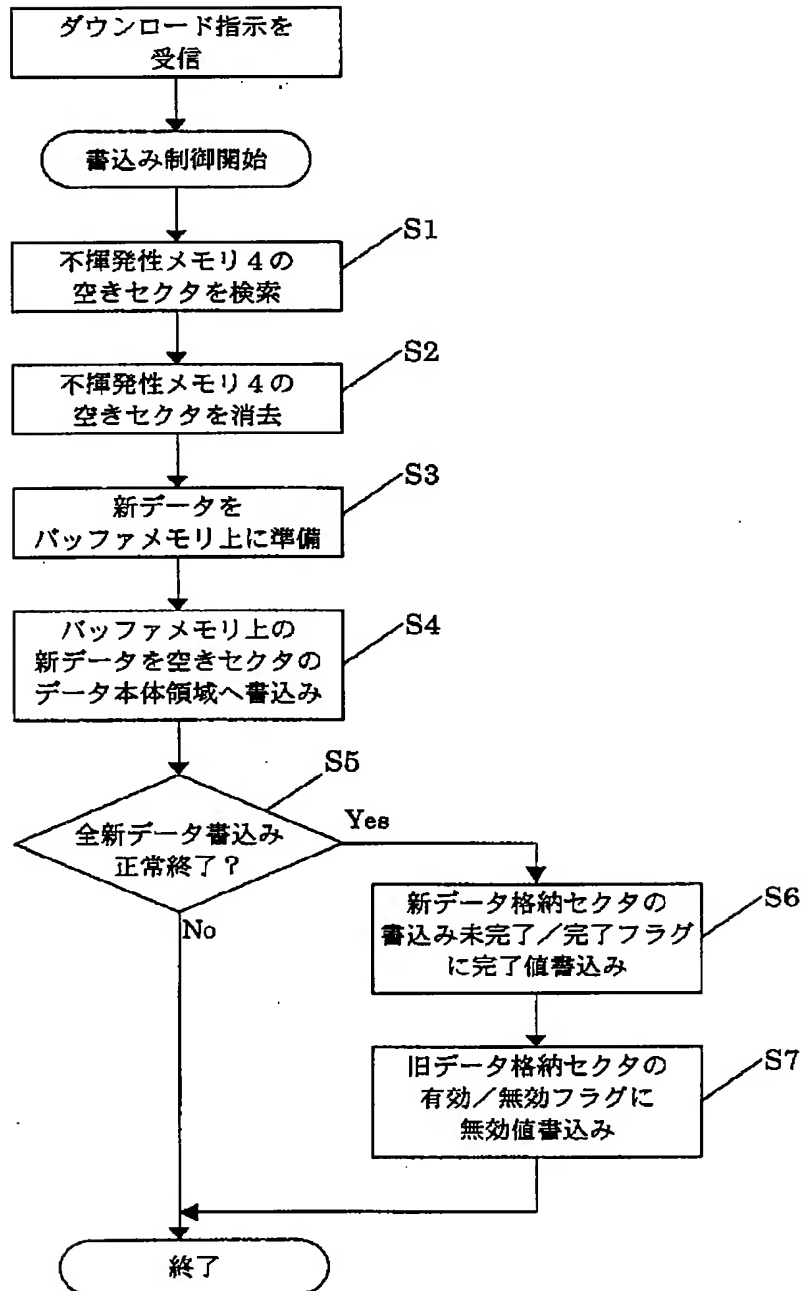 ダウンロード指示を
受信
書込み制御開始
S1
不揮発性メモリ4の
空きセクタを検索
S2
不揮発性メモリ4の
空きセクタを消去
S3
新データを
バッファメモリ上に準備
S4
バッファメモリ上の
新データを空きセクタの
データ本体領域へ書込み
S5
全新データ書込み
正常終了?
Yes
No
S6
新データ格納セクタの
書込み未完了/完了フラグ
に完了値書込み
S7
旧データ格納セクタの
有効/無効フラグに
無効値書込み
終了